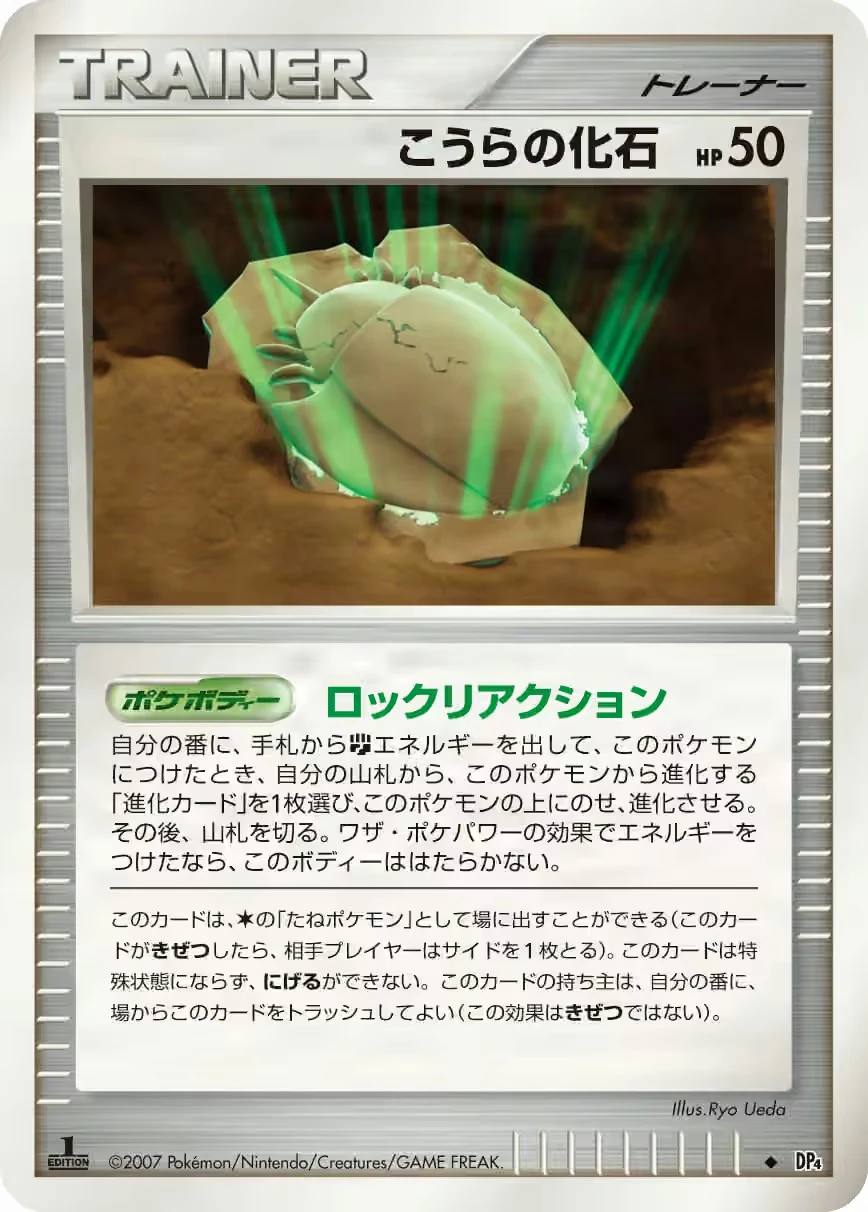 TRAINER
トレーナー
こうらの化石 HP 50
ポケボディー ロックリアクション
自分の番に、手札からエネルギーを出して、このポケモン
につけたとき、自分の山札から、このポケモンから進化する
「進化カード」を1枚選び、このポケモンの上にのせ、進化させる。
その後、山札を切る。ワザ・ポケパワーの効果でエネルギーを
つけたなら、このボディーははたらかない。
このカードは、の「たねポケモン」として場に出すことができる(このカー
ドがきぜつしたら、相手プレイヤーはサイドを1枚とる)。このカードは特
殊状態にならず、にげるができない。このカードの持ち主は、自分の番に、
場からこのカードをトラッシュしてよい(この効果はきぜつではない)。
Illus.Ryo Ueda
1 EDITION ©2007 Pokémon/Nintendo/Creatures/GAME FREAK. DP4